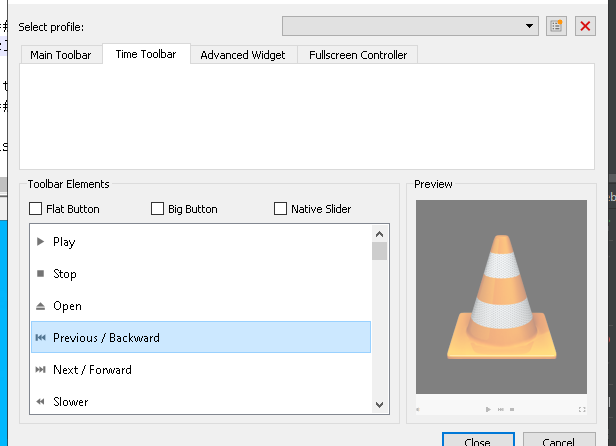 Select profile:
Main Toolbar
Time Toolbar
Advanced Widget
Fullscreen Controller
Toolbar Elements
Preview
Flat Button
Big Button
Native Slider
Play
Stop
Open
Previous / Backward
Next / Forward
Slower
Close
Cancel